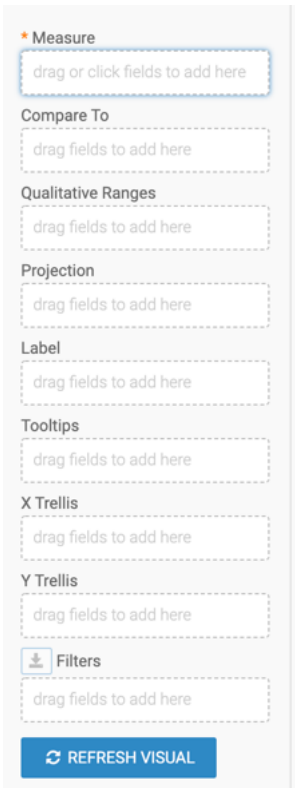 * Measure
drag or click fields to add here
Compare To
drag fields to add here
Qualitative Ranges
drag fields to add here
Projection
drag fields to add here
Label
drag fields to add here
Tooltips
drag fields to add here
X Trellis
drag fields to add here
Y Trellis
drag fields to add here
Filters
drag fields to add here
REFRESH VISUAL